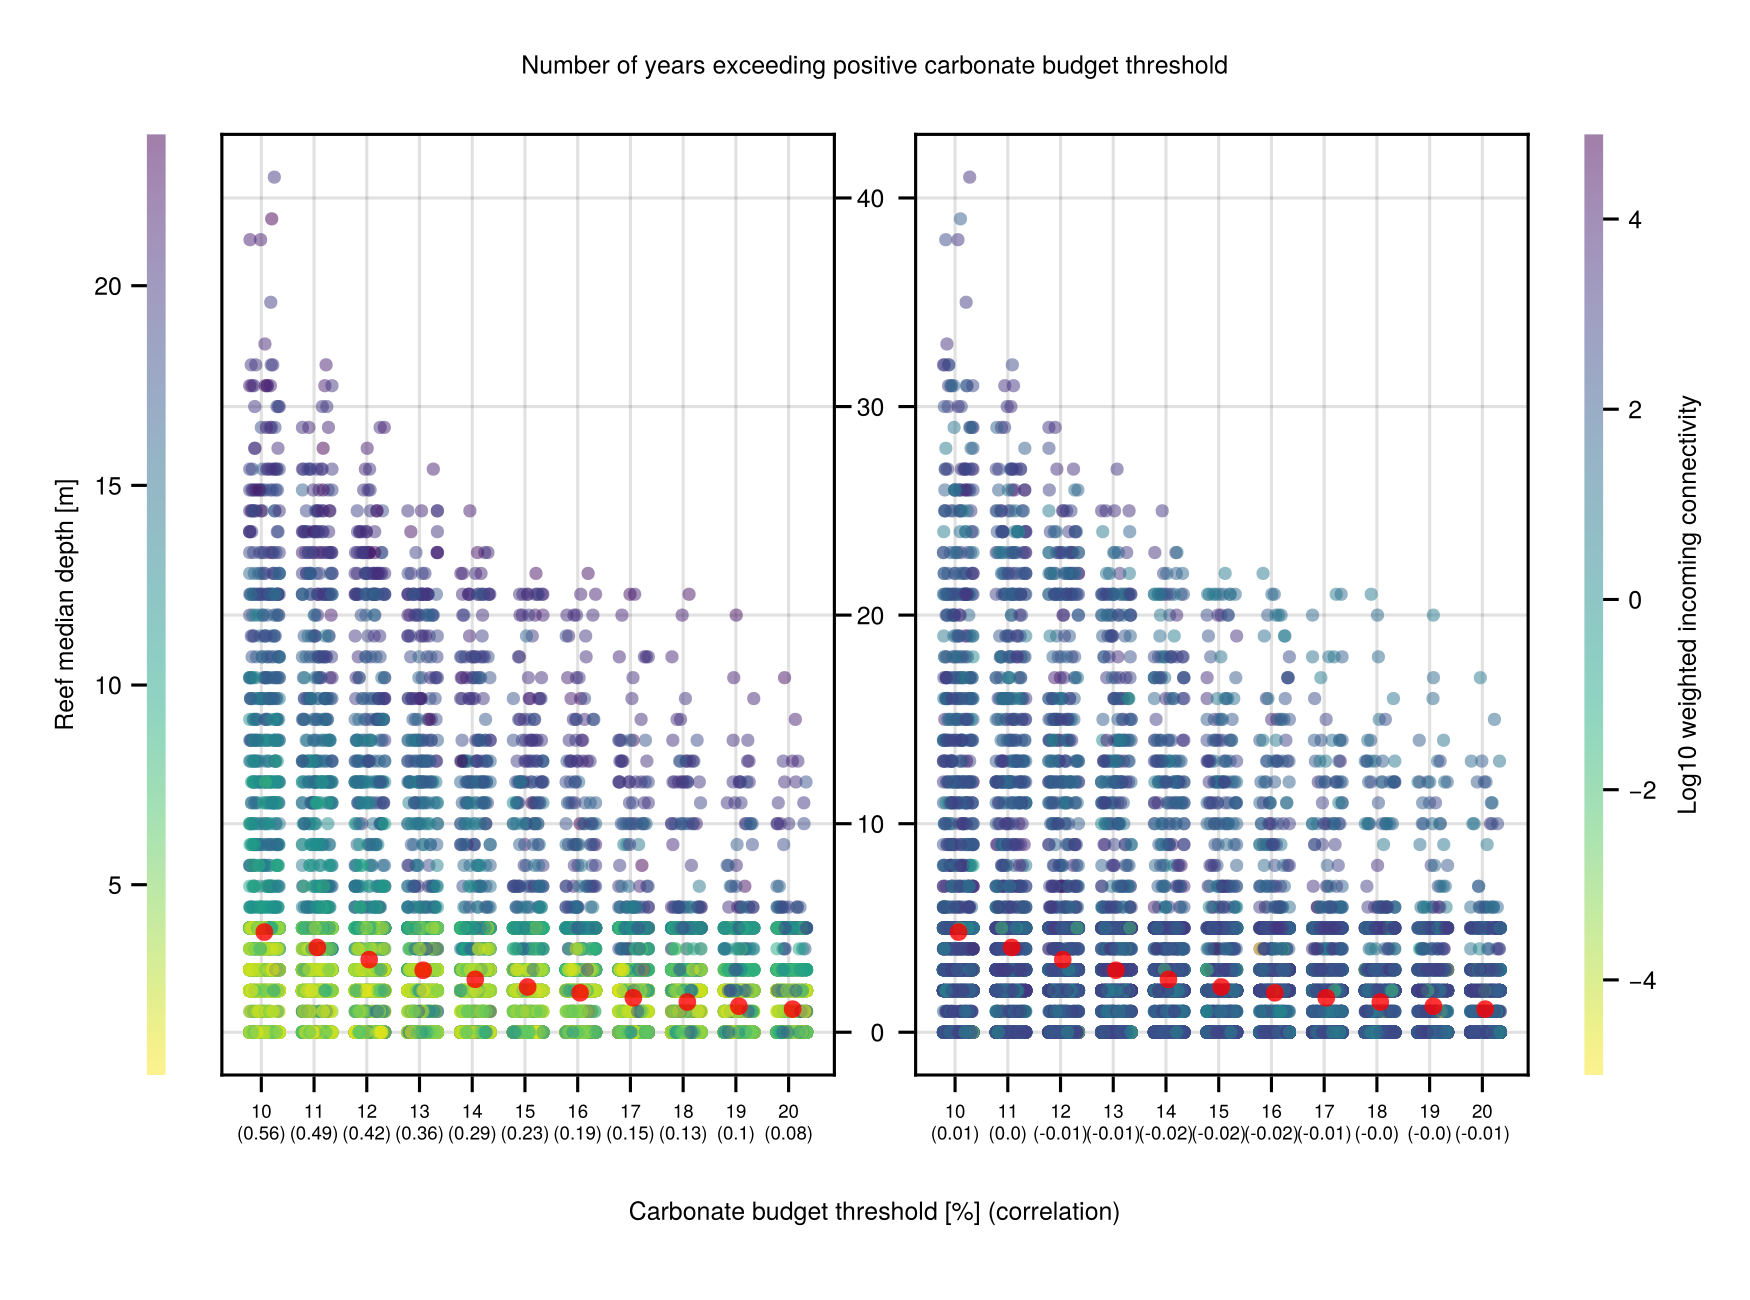 Number of years exceeding positive carbonate budget threshold
Reef median depth [m]
20
15
10
5
40
30
20
10
0
4
2
0
−2
−4
Log10 weighted incoming connectivity
10 11 12 13 14 15 16 17 18 19 20
(0.56) (0.49) (0.42) (0.36) (0.29) (0.23) (0.19) (0.15) (0.13) (0.1) (0.08)
10 11 12 13 14 15 16 17 18 19 20
(0.01) (0.0) (-0.01) (-0.01) (-0.02) (-0.02) (-0.02) (-0.01) (-0.0) (-0.0) (-0.01)
Carbonate budget threshold [%] (correlation)